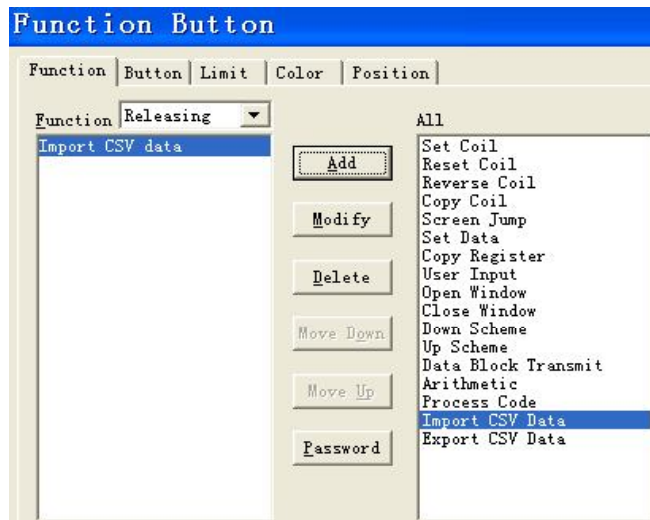 Function Button
Function Button Limit Color Position
Function Releasing
Import CSV data
Add
Modify
Delete
Move Down
Move Up
Password
All
Set Coil
Reset Coil
Reverse Coil
Copy Coil
Screen Jump
Set Data
Copy Register
User Input
Open Window
Close Window
Down Scheme
Up Scheme
Data Block Transmit
Arithmetic
Process Code
Import CSV Data
Export CSV Data